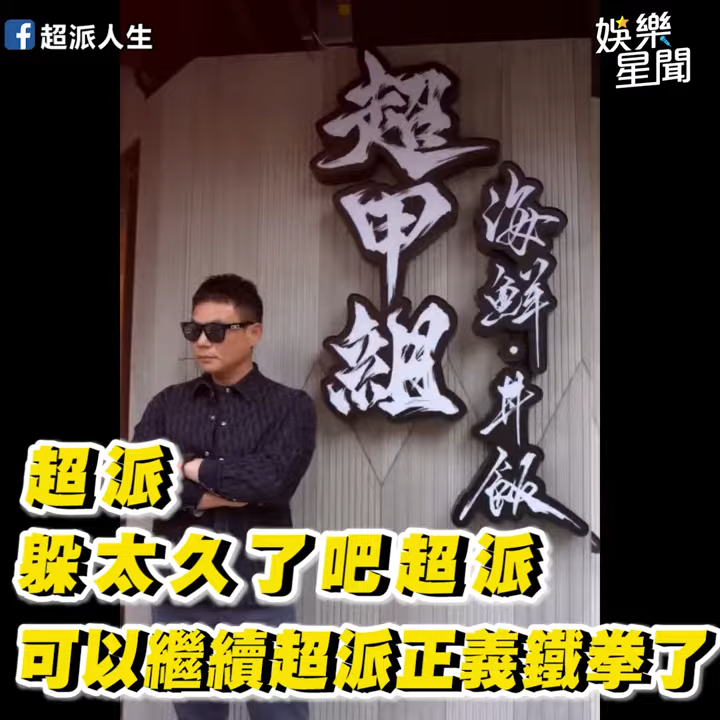 超派人生
娛樂
星聞
超甲組
海鮮·丼飯
超派
躲太久了吧超派
可以繼續超派正義鐵拳了